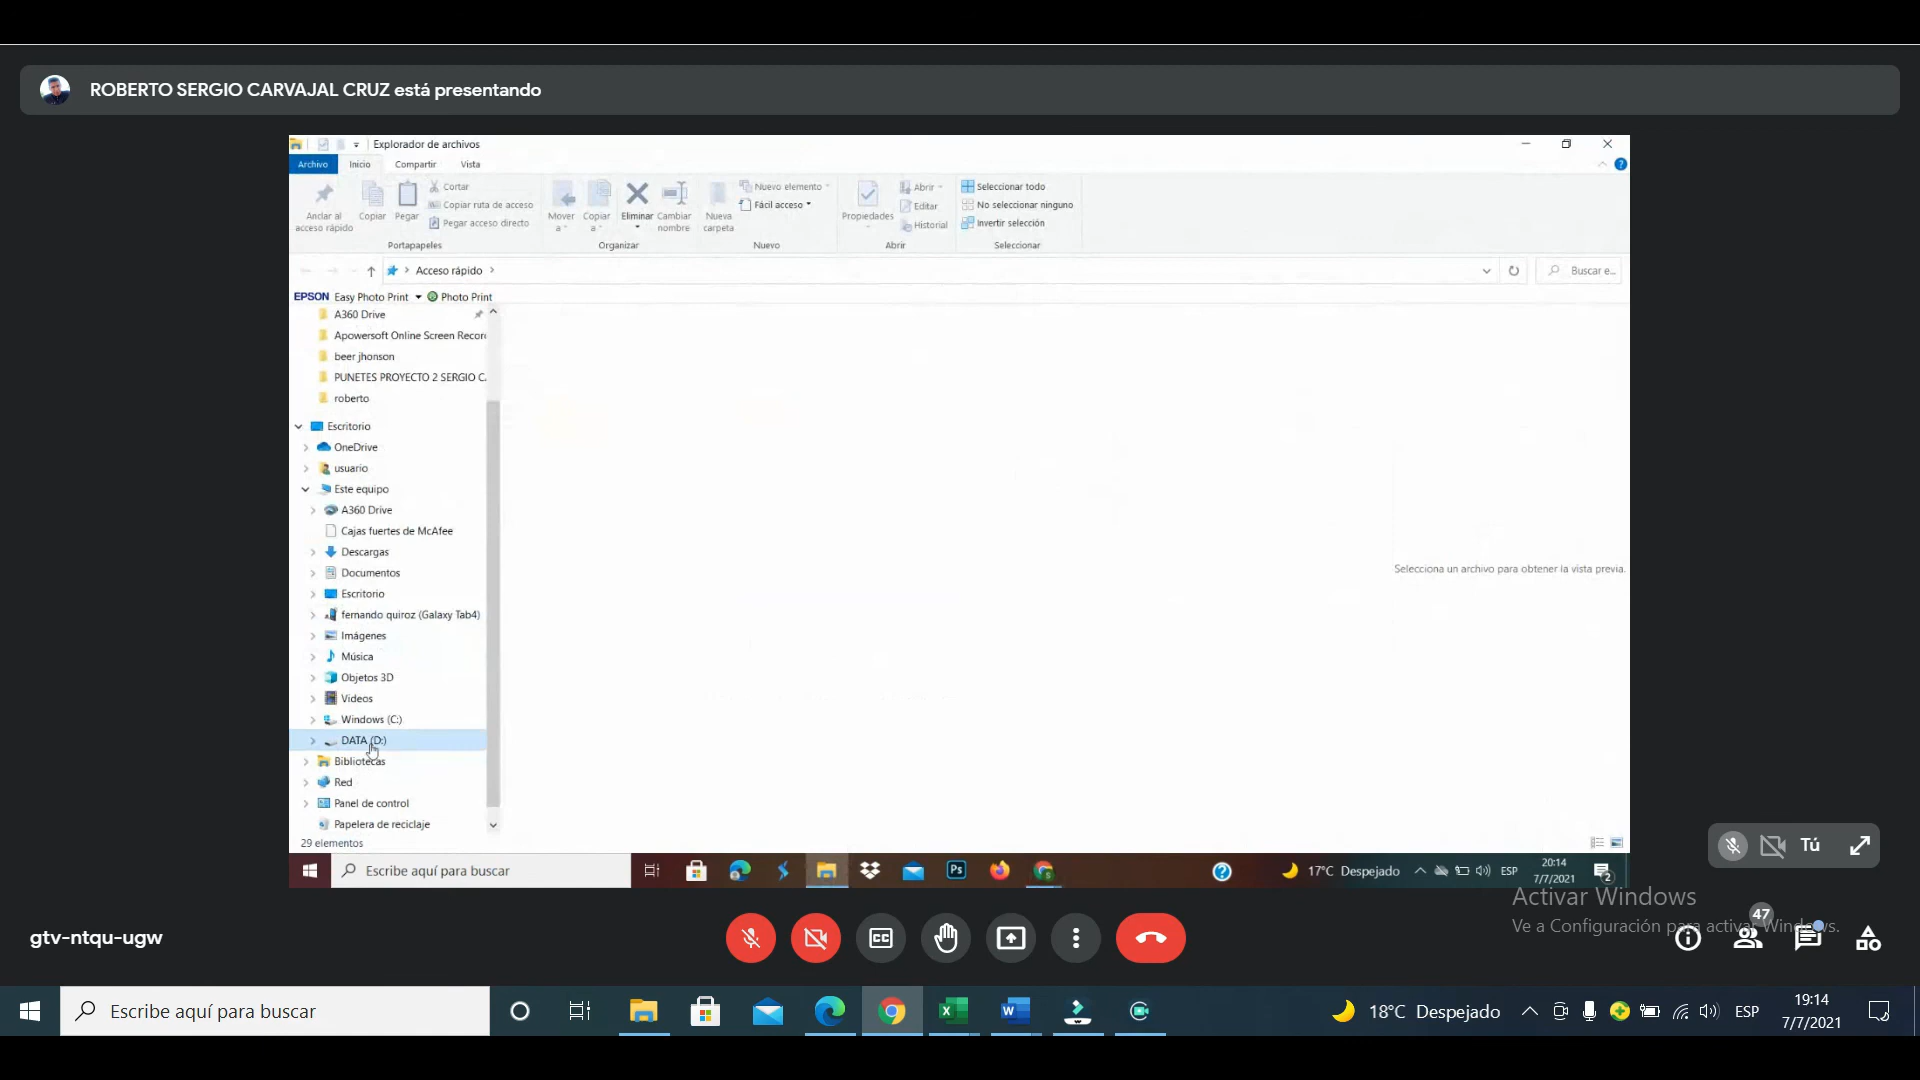 ROBERTO SERGIO CARVAJAL CRUZ está presentando
Explorador de archivos
Archivo Inicio Compartir Vista
Anclar al acceso rápido
Copiar
Pegar
Cortar
Copiar ruta de acceso
Pegar acceso directo
Portapapeles
Mover a
Copiar a
Eliminar
Cambiar nombre
Organizar
Nueva carpeta
Nuevo elemento
Fácil acceso
Nuevo
Propiedades
Abrir
Editar
Historial
Abrir
Seleccionar todo
No seleccionar ninguno
Invertir selección
Seleccionar
Acceso rápido
Buscar e...
EPSON Easy Photo Print Photo Print
A360 Drive
Apowersoft Online Screen Recor
beer jhonson
PUNETES PROYECTO 2 SERGIO C.
roberto
Escritorio
OneDrive
usuario
Este equipo
A360 Drive
Cajas fuertes de McAfee
Descargas
Documentos
Escritorio
fernando quiroz (Galaxy Tab4)
Imágenes
Música
Objetos 3D
Videos
Windows (C:)
DATA (D:)
Bibliotecas
Red
Panel de control
Papelera de reciclaje
29 elementos
Selecciona un archivo para obtener la vista previa.
Escribe aquí para buscar
Ps
17°C Despejado
ESP
20:14
7/7/2021
2
Tú
Activar Windows
Ve a Configuración para activar Windows.
gtv-ntqu-ugw
47
Escribe aquí para buscar
18°C Despejado
ESP
19:14
7/7/2021